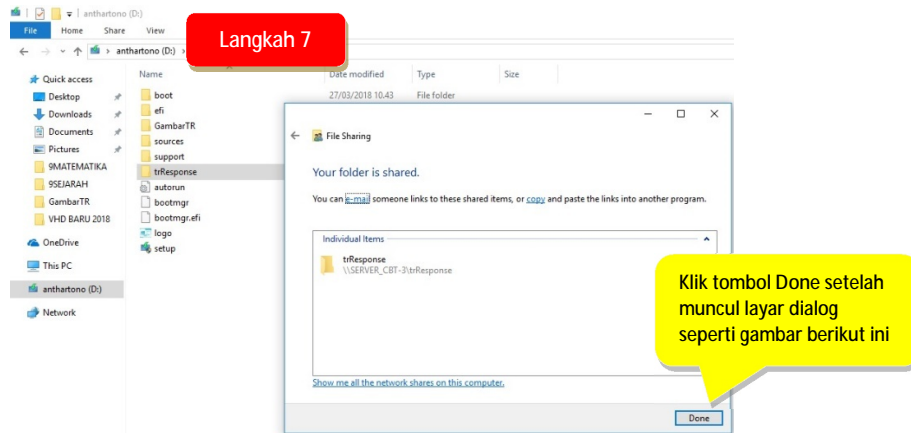 anthartono (D:)
File Home Share View
Langkah 7
anthartono (D:)
Name Date modified Type Size
Quick access
Desktop
Downloads
Documents
Pictures
9MATEMATIKA
9SEJARAH
GambarTR
VHD BARU 2018
OneDrive
This PC
anthartono (D:)
Network
boot 27/03/2018 10.43 File folder
efi
GambarTR
sources
support
trResponse
autorun
bootmgr
bootmgr.efi
logo
setup
File Sharing
Your folder is shared.
You can e-mail someone links to these shared items, or copy and paste the links into another program.
Individual Items
trResponse
\\SERVER_CBT-3\trResponse
Show me all the network shares on this computer.
Done
Klik tombol Done setelah
muncul layar dialog
seperti gambar berikut ini